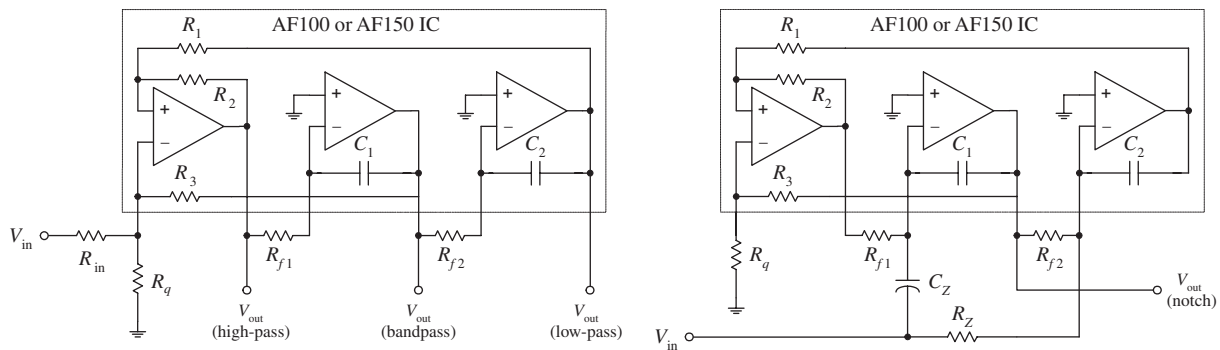 AF100 or AF150 IC
R1
R2
+
−
+
−
+
−
C1
C2
R3
Vin
Rin
Rq
Rf1
Rf2
Vout
(high-pass)
Vout
(bandpass)
Vout
(low-pass)
AF100 or AF150 IC
R1
R2
+
−
+
−
+
−
C1
C2
R3
Rq
Rf1
Rf2
CZ
Vout
(notch)
RZ
Vin